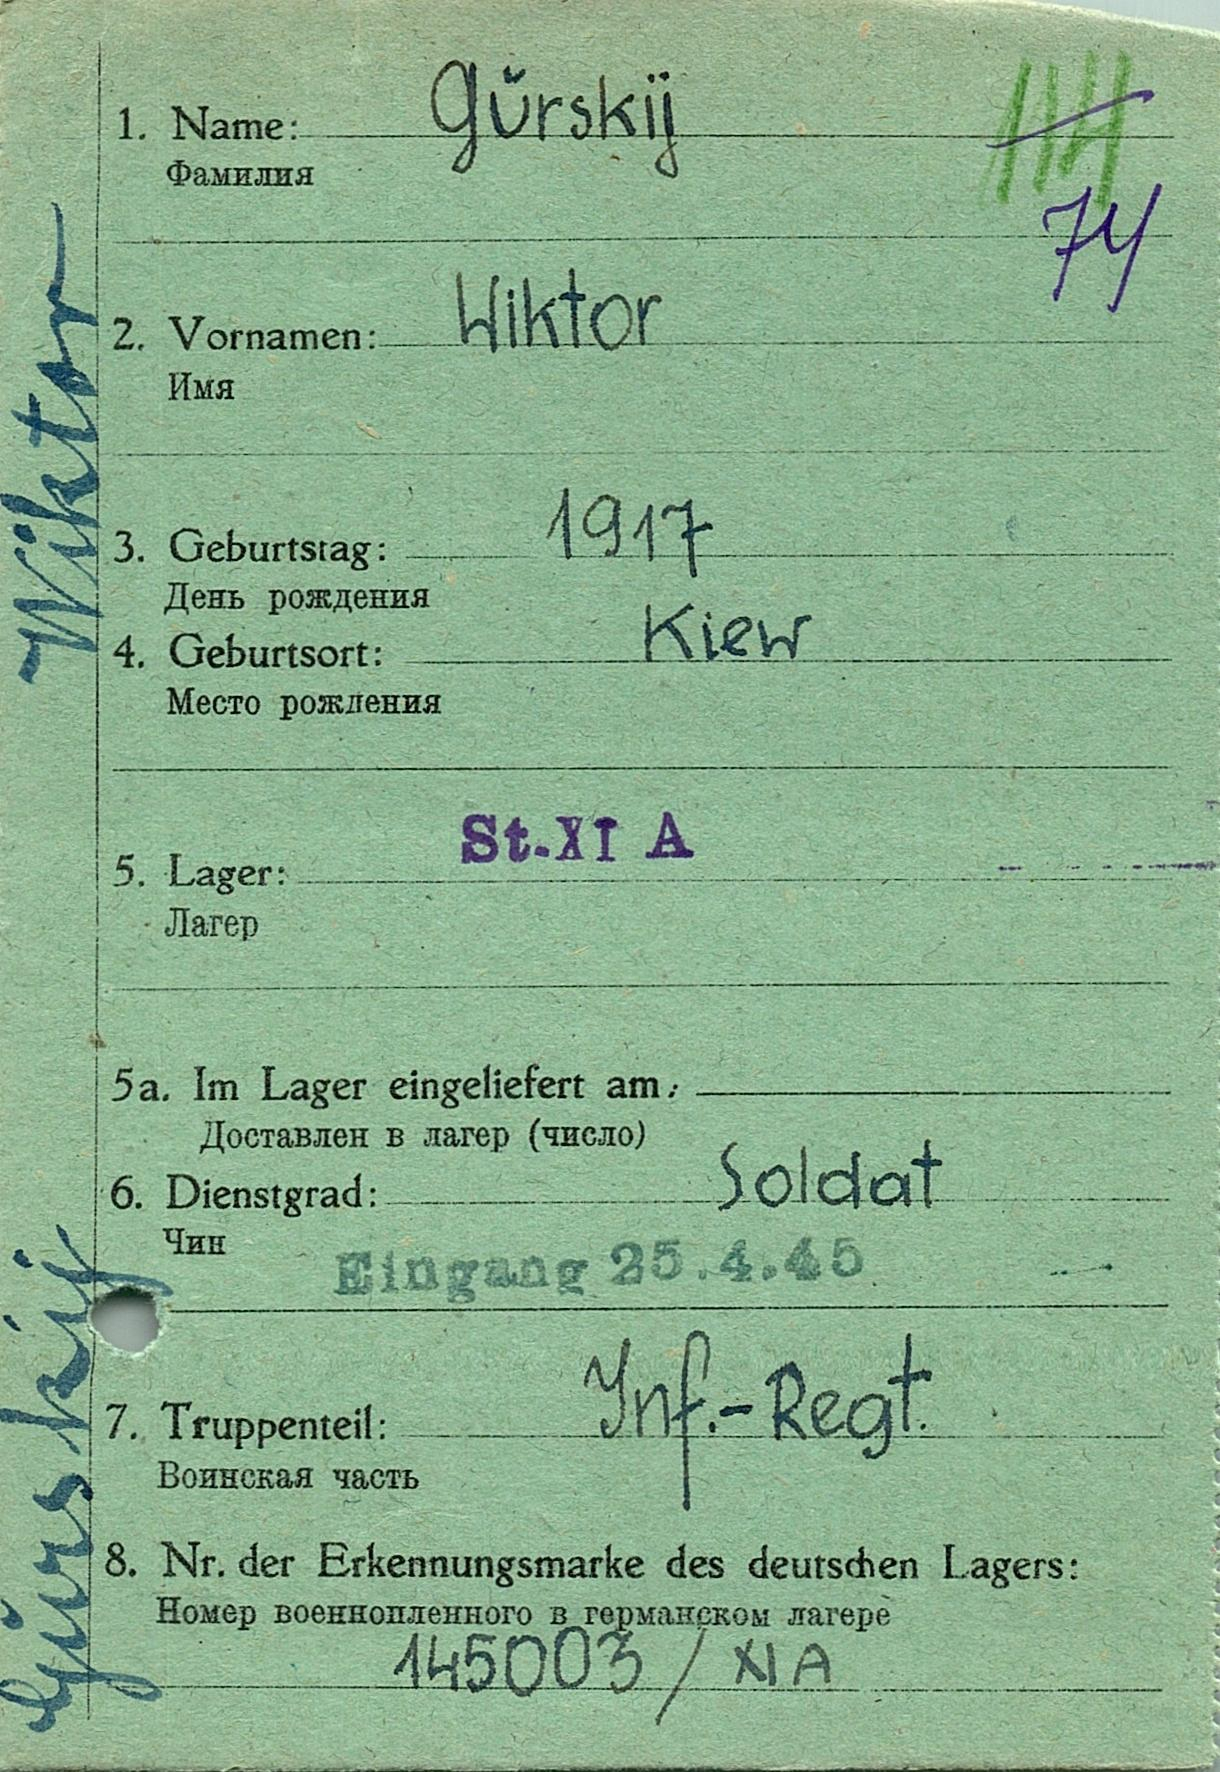 1. Name: Gŭrskij
Фамилия
74
2. Vornamen: Wiktor
Имя
3. Geburtstag: 1917
День рождения
4. Geburtsort: Kiew
Место рождения
St. XI A
5. Lager:
Лагер
5a. Im Lager eingeliefert am:
Доставлен в лагер (число)
6. Dienstgrad: Soldat
Чин
Eingang 25.4.45
7. Truppenteil: Inf.-Regt.
Воинская часть
8. Nr. der Erkennungsmarke des deutschen Lagers:
Номер военнопленного в германском лагере
145003 / XI A
Gŭrskij Wiktor